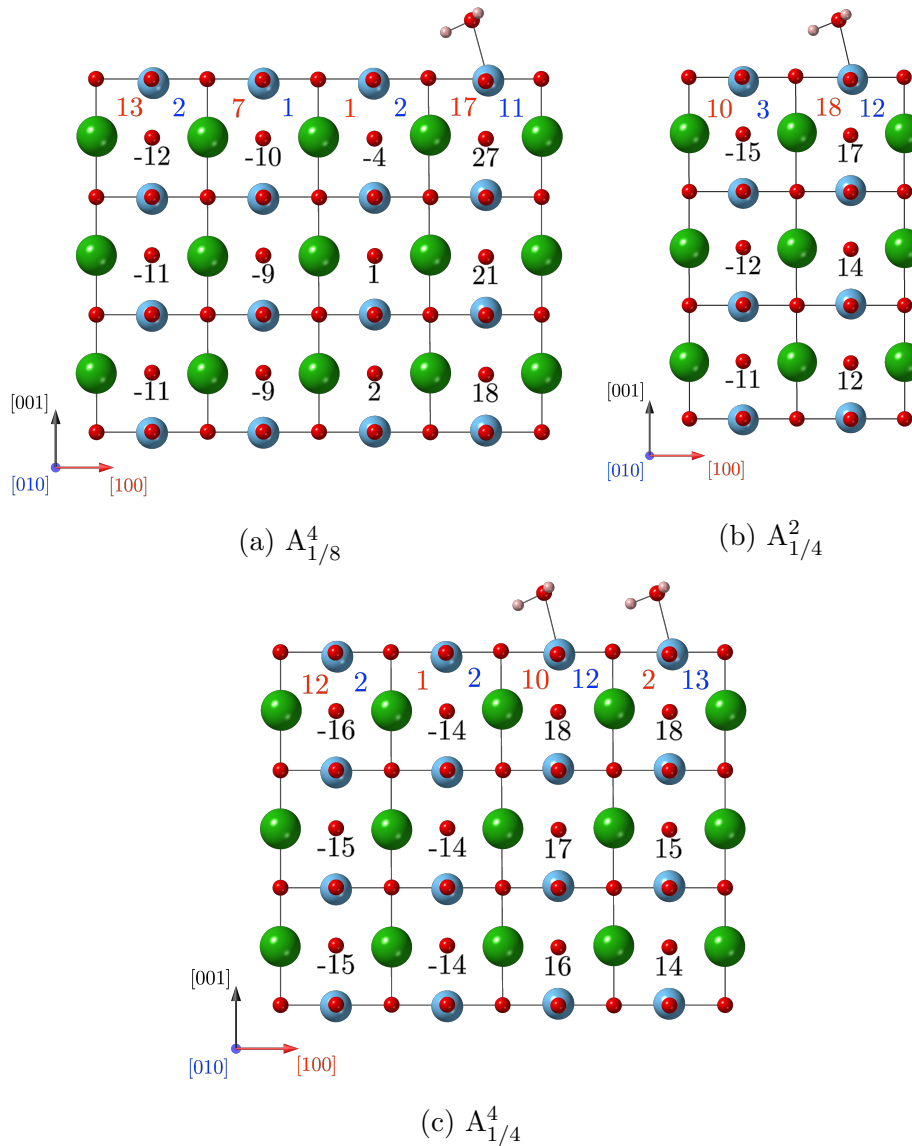 13 2 7 1 1 2 17 11
-12 -10 -4 27
-11 -9 1 21
-11 -9 2 18
[001]
[010] [100]
(a) A^4_{1/8}
10 3 18 12
-15 17
-12 14
-11 12
[001]
[010] [100]
(b) A^2_{1/4}
12 2 1 2 10 12 2 13
-16 -14 18 18
-15 -14 17 15
-15 -14 16 14
[001]
[010] [100]
(c) A^4_{1/4}